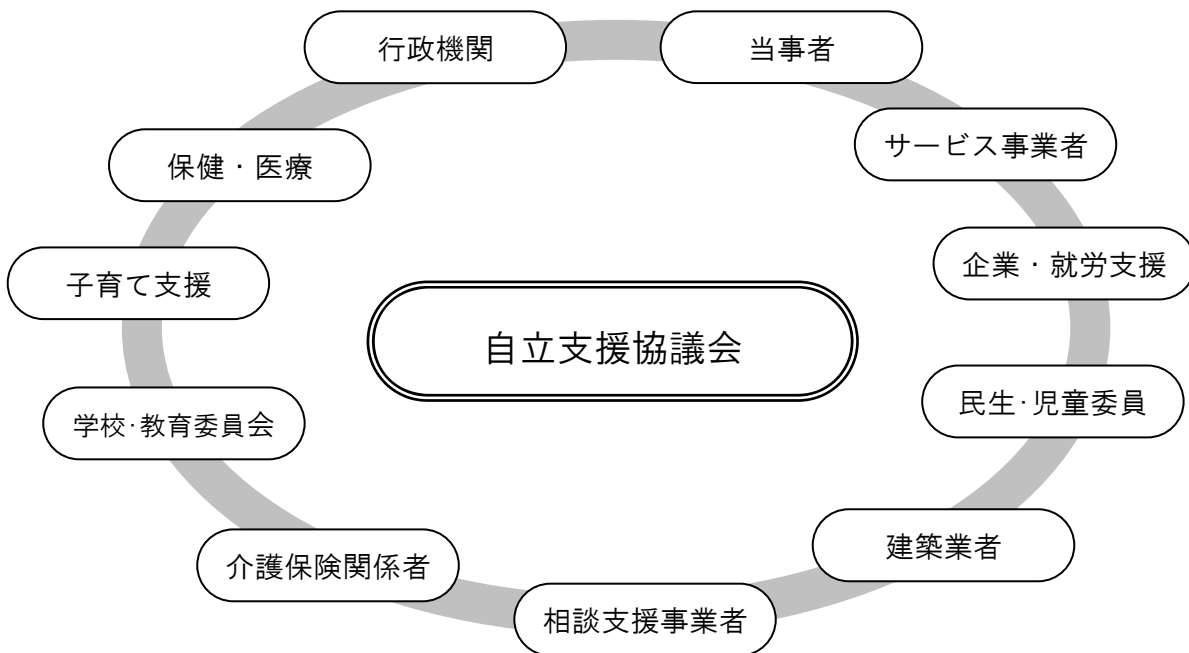 行政機関
当事者
サービス事業者
保健・医療
企業・就労支援
子育て支援
自立支援協議会
民生･児童委員
学校･教育委員会
建築業者
介護保険関係者
相談支援事業者